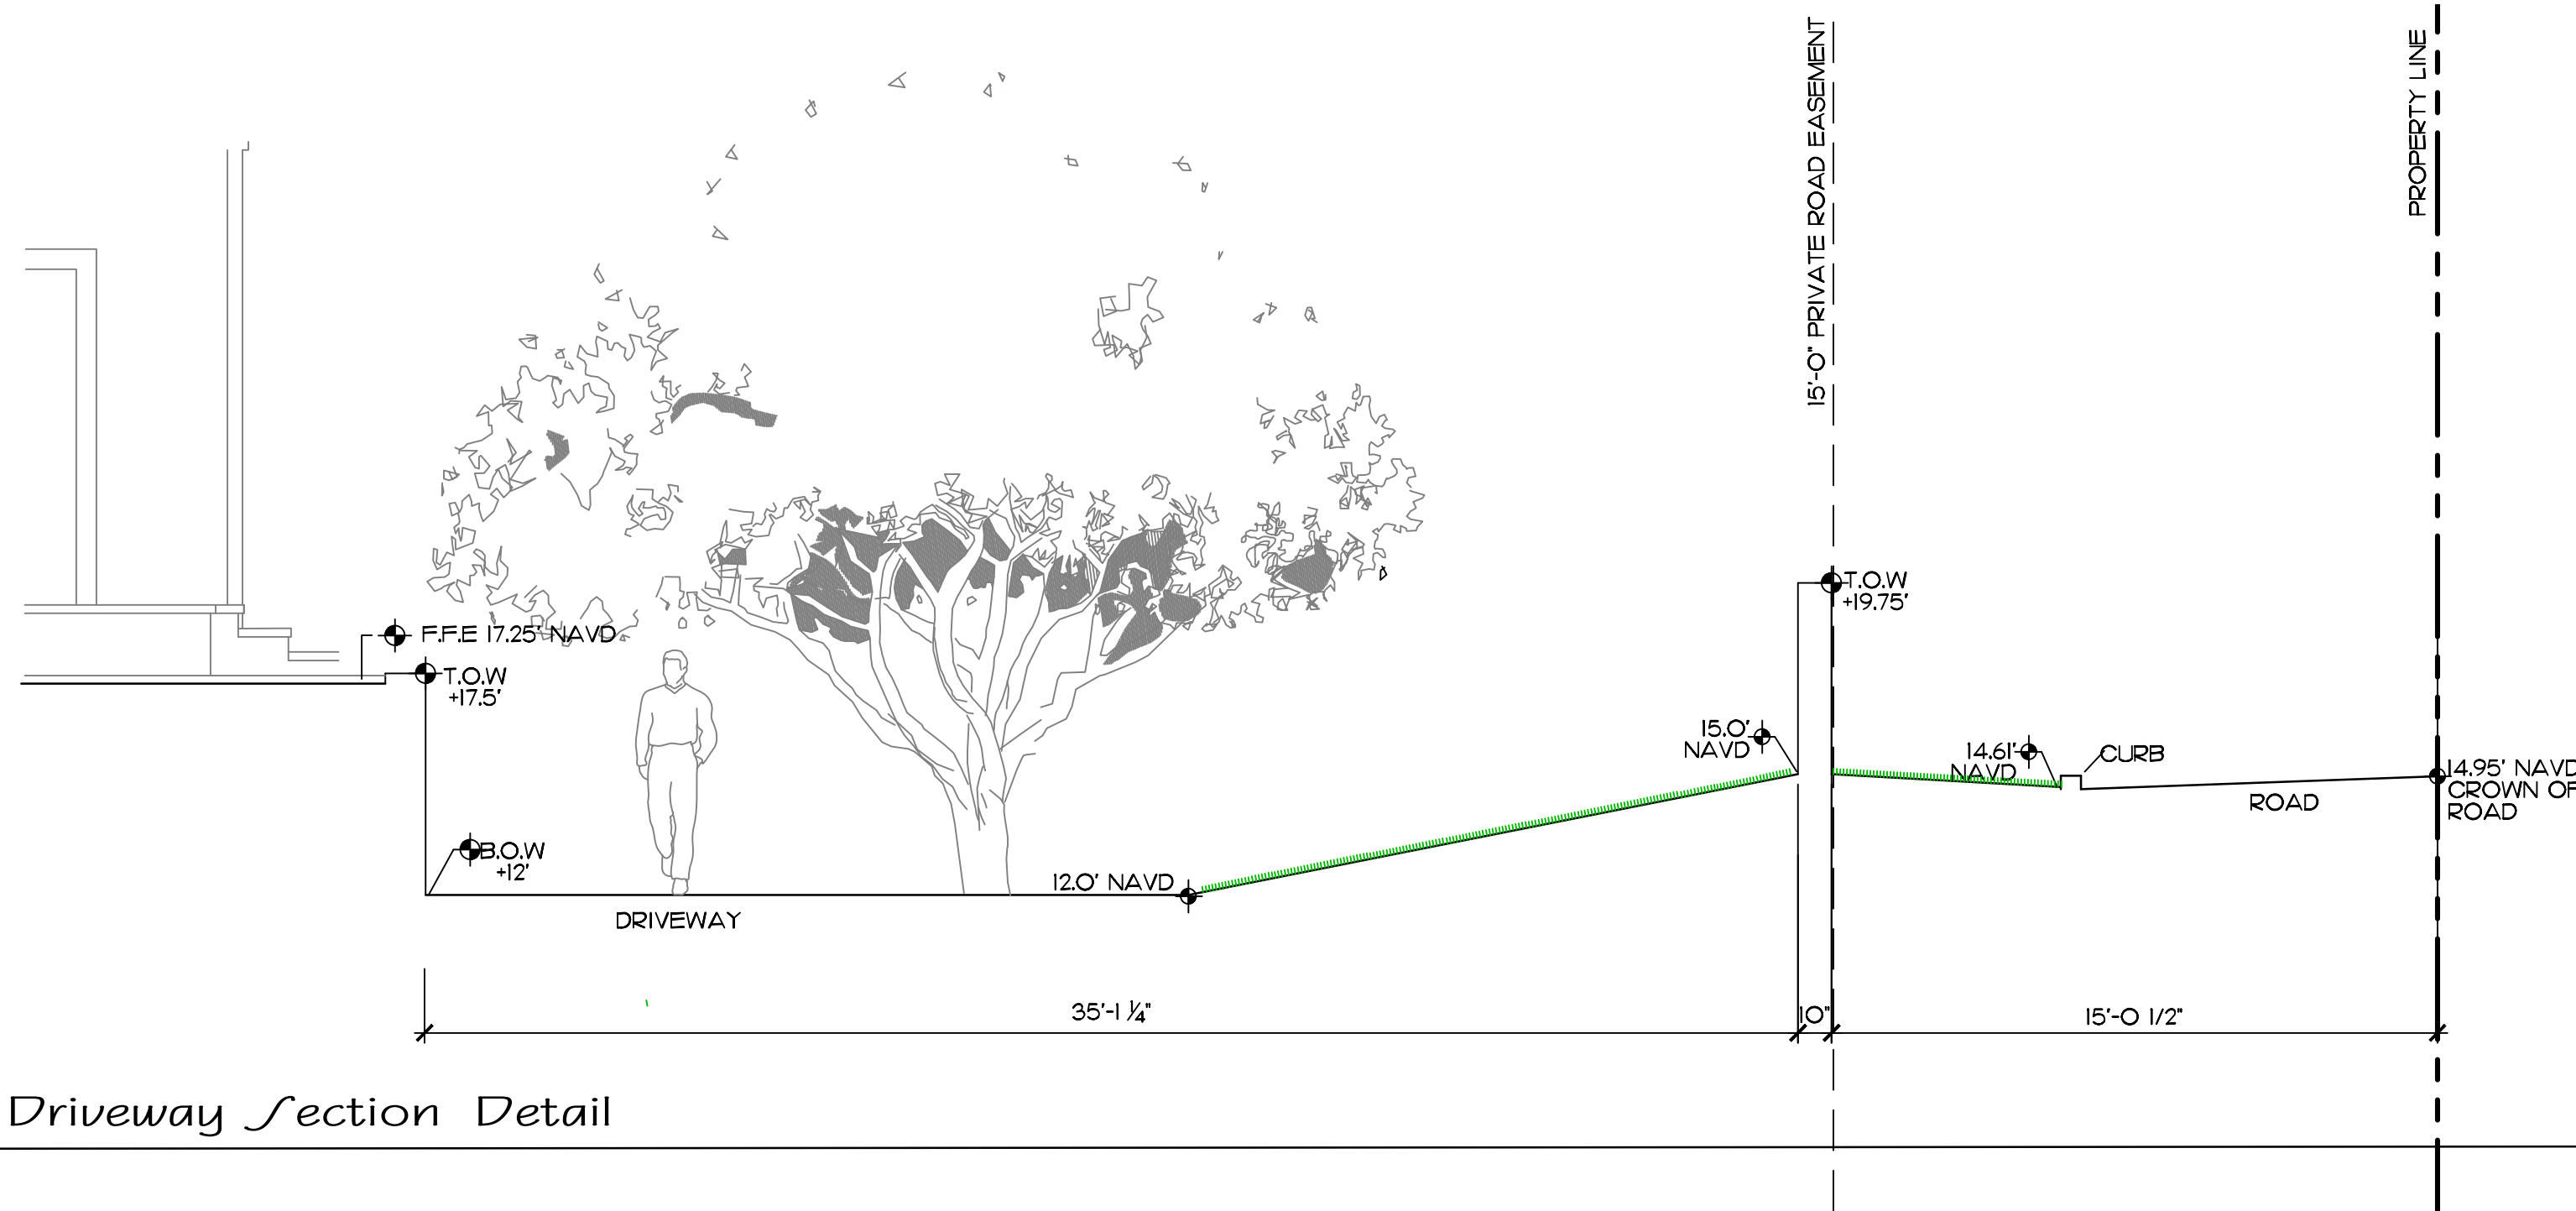 15'-0" PRIVATE ROAD EASEMENT
PROPERTY LINE
T.O.W
+19.75'
F.F.E 17.25' NAVD
T.O.W
+17.5'
15.0'
NAVD
14.61'
NAVD
CURB
14.95' NAVD
CROWN OF
ROAD
ROAD
B.O.W
+12'
12.0' NAVD
DRIVEWAY
35'-1 1/4"
10"
15'-0 1/2"
Driveway Section Detail